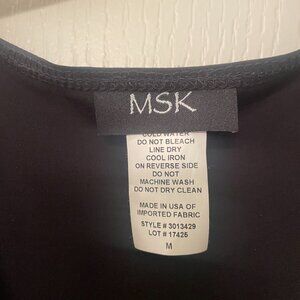 MSK
COLD WATER
DO NOT BLEACH
LINE DRY
COOL IRON
ON REVERSE SIDE
DO NOT
MACHINE WASH
DO NOT DRY CLEAN
MADE IN USA OF
IMPORTED FABRIC
STYLE # 3013429
LOT # 17425
M